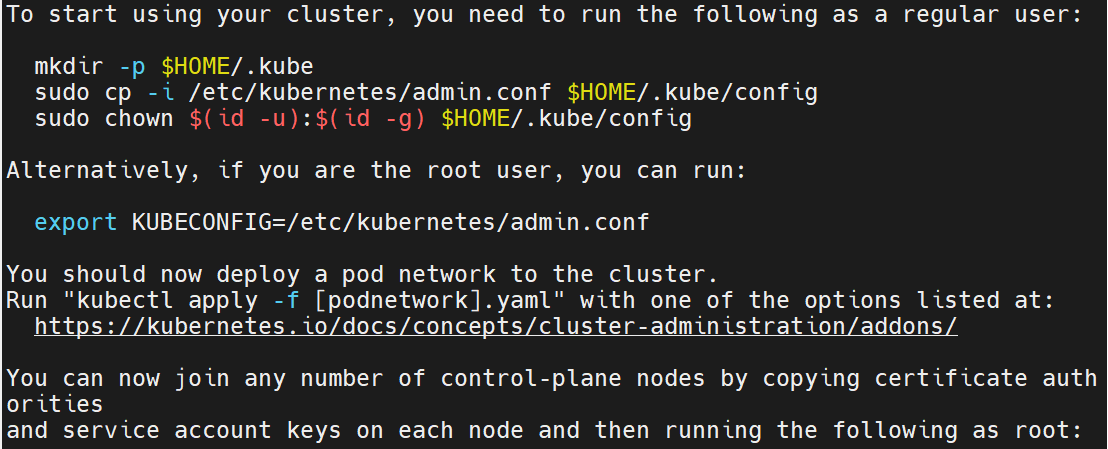 To start using your cluster, you need to run the following as a regular user:
mkdir -p $HOME/.kube
sudo cp -i /etc/kubernetes/admin.conf $HOME/.kube/config
sudo chown $(id -u):$(id -g) $HOME/.kube/config
Alternatively, if you are the root user, you can run:
export KUBECONFIG=/etc/kubernetes/admin.conf
You should now deploy a pod network to the cluster.
Run "kubectl apply -f [podnetwork].yaml" with one of the options listed at:
https://kubernetes.io/docs/concepts/cluster-administration/addons/
You can now join any number of control-plane nodes by copying certificate auth
orities
and service account keys on each node and then running the following as root: